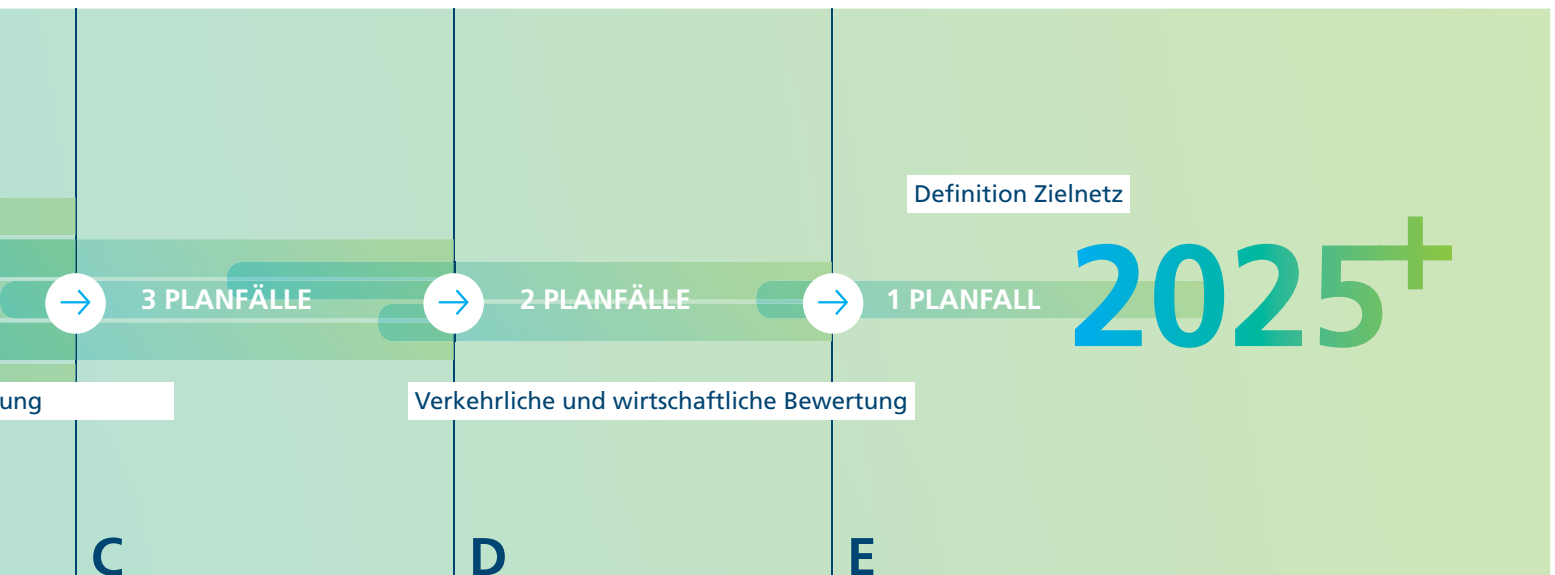 Definition Zielnetz
2025+
3 PLANFÄLLE
2 PLANFÄLLE
1 PLANFALL
ung
Verkehrliche und wirtschaftliche Bewertung
C
D
E